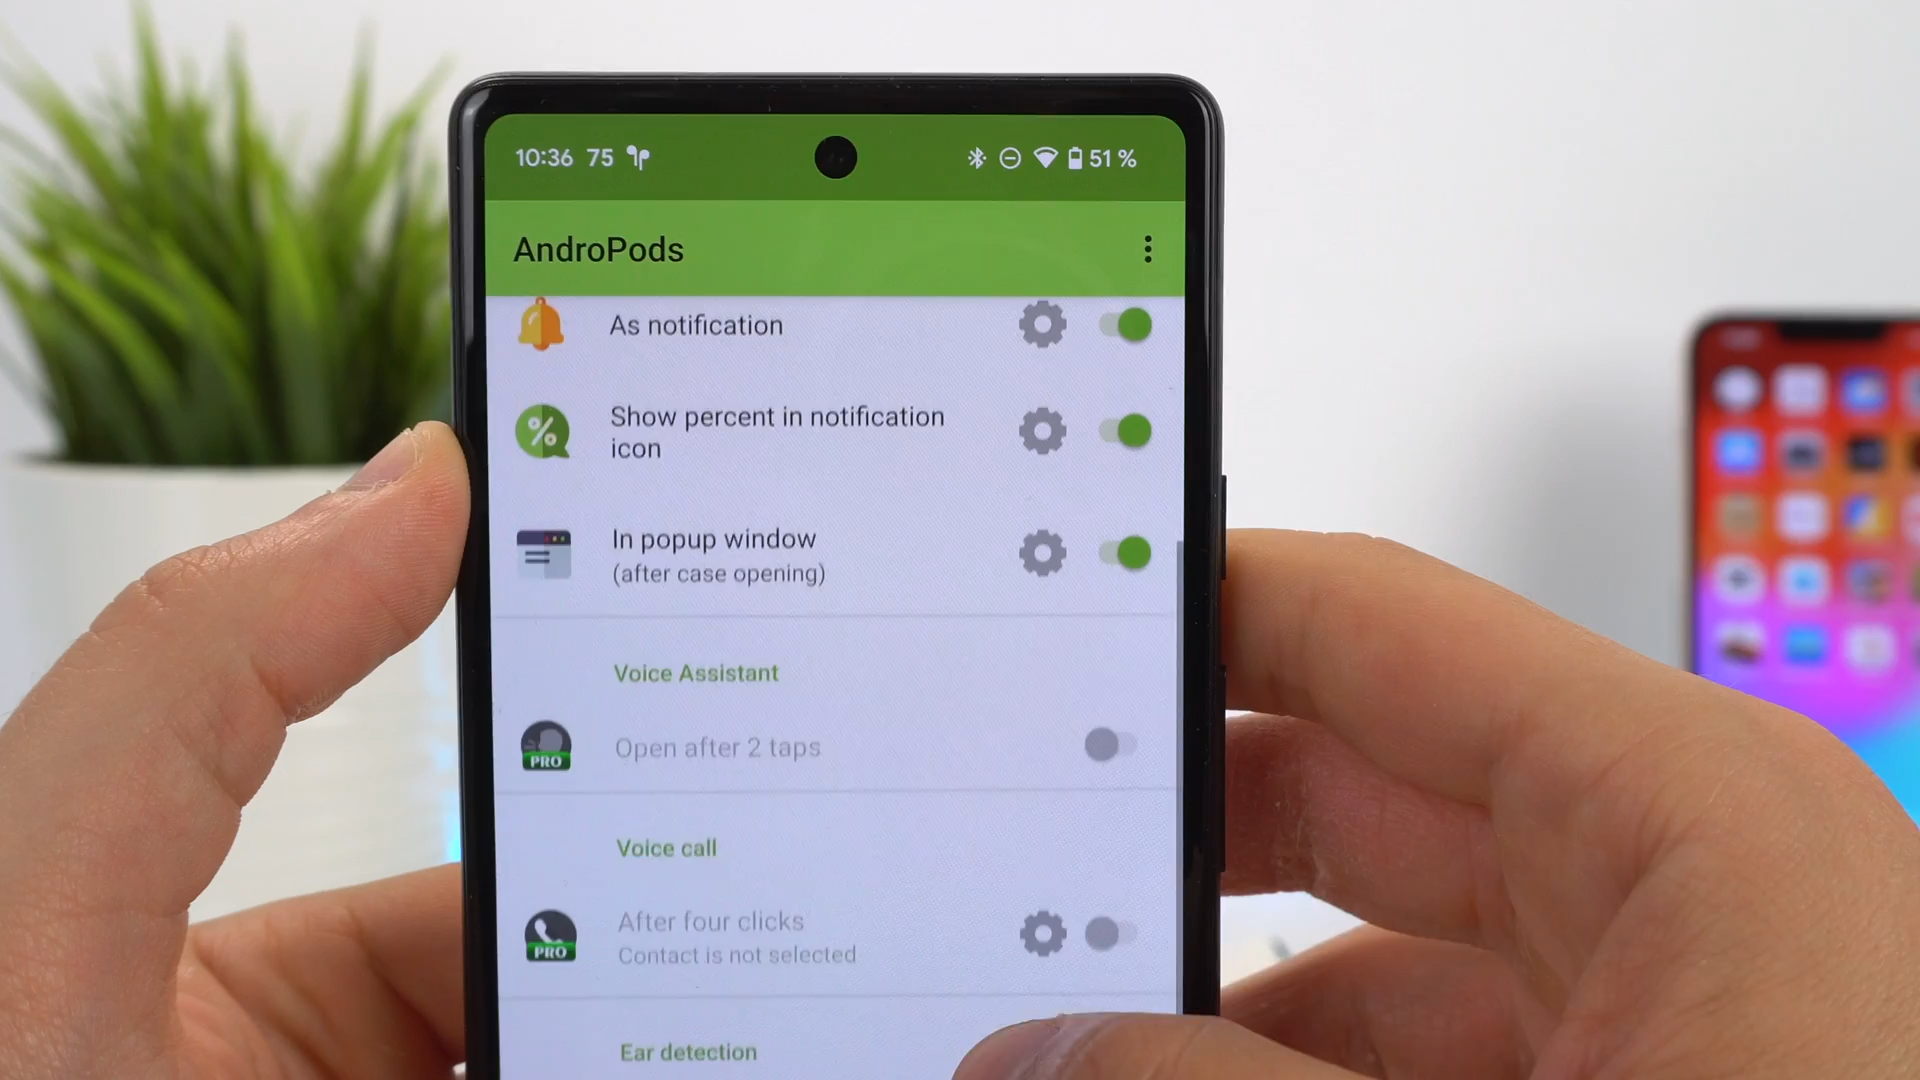 10:36 75 51 %
AndroPods
As notification
Show percent in notification
icon
In popup window
(after case opening)
Voice Assistant
PRO
Open after 2 taps
Voice call
PRO
After four clicks
Contact is not selected
Ear detection